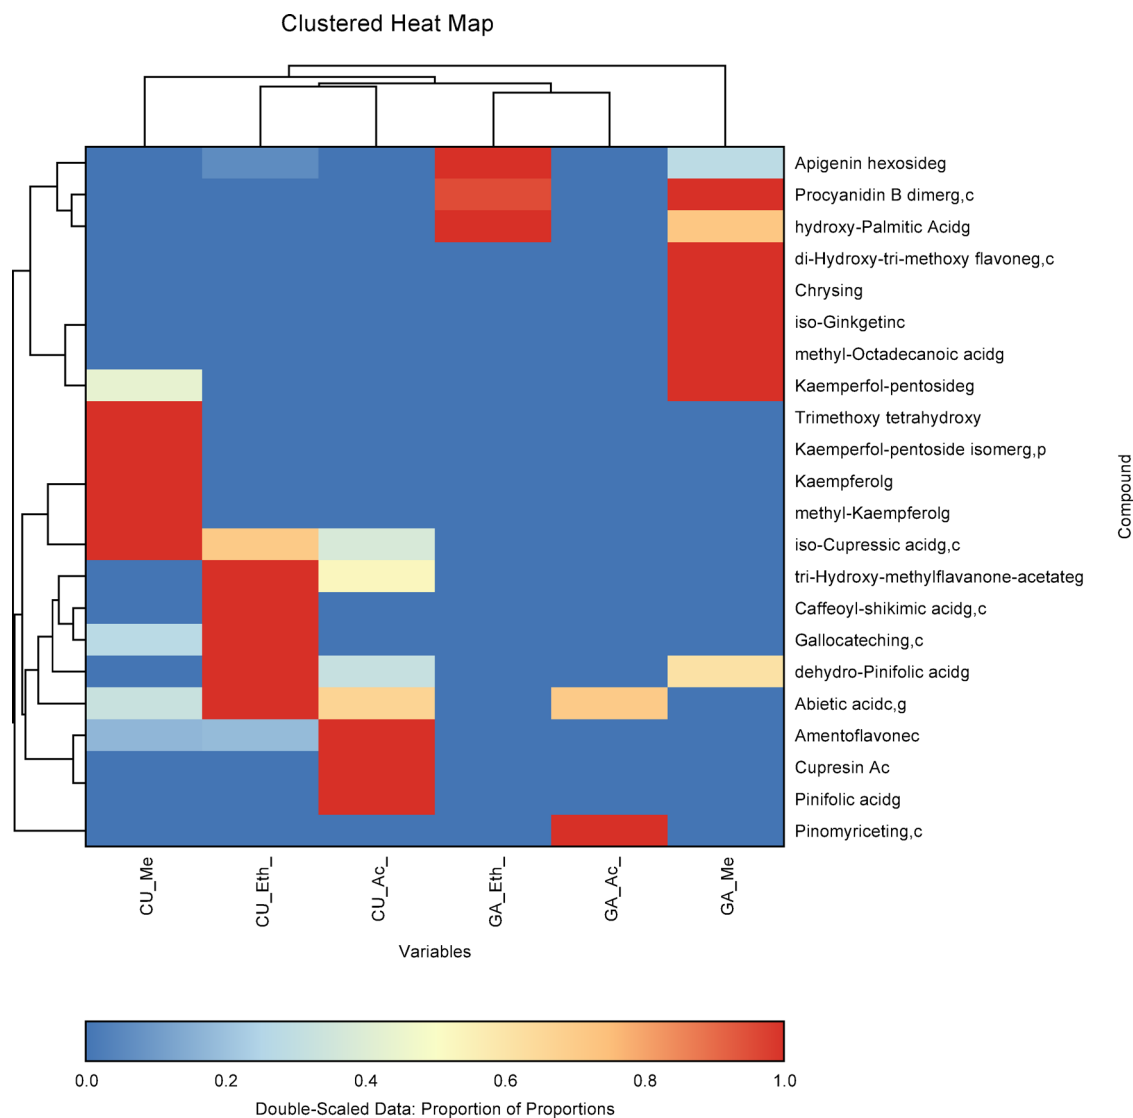 Clustered Heat Map
Apigenin hexosideg
Procyanidin B dimerg,c
hydroxy-Palmitic Acidg
di-Hydroxy-tri-methoxy flavoneg,c
Chrysing
iso-Ginkgetinc
methyl-Octadecanoic acidg
Kaemperfol-pentosideg
Trimethoxy tetrahydroxy
Kaemperfol-pentoside isomerg,p
Kaempferolg
methyl-Kaempferolg
iso-Cupressic acidg,c
tri-Hydroxy-methylflavanone-acetateg
Caffeoyl-shikimic acidg,c
Gallocateching,c
dehydro-Pinifolic acidg
Abietic acidc,g
Amentoflavonec
Cupresin Ac
Pinifolic acidg
Pinomyriceting,c
Compound
CU_Me
CU_Eth_
CU_Ac_
GA_Eth_
GA_Ac_
GA_Me
Variables
0.0 0.2 0.4 0.6 0.8 1.0
Double-Scaled Data: Proportion of Proportions